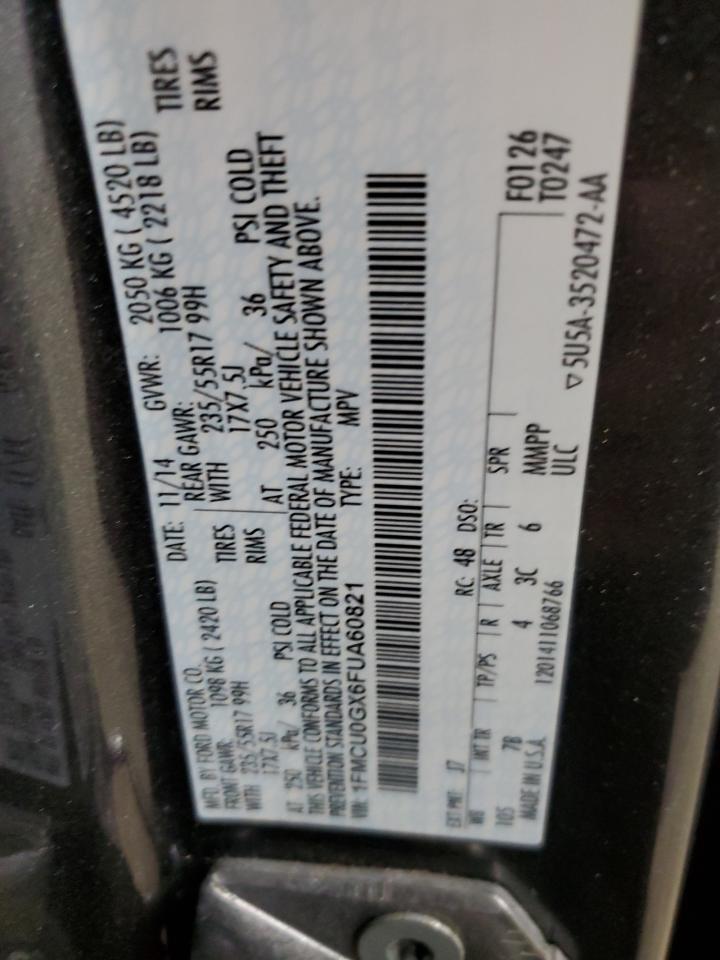 MFD. BY FORD MOTOR CO.
DATE: 11/14 GVWR: 2050 KG ( 4520 LB)
FRONT GAWR: 1098 KG ( 2420 LB) REAR GAWR: 1006 KG ( 2218 LB)
WITH 235/55R17 99H TIRES WITH 235/55R17 99H TIRES
17X7.5J RIMS 17X7.5J RIMS
AT 250 kPa/ 36 PSI COLD AT 250 kPa/ 36 PSI COLD
THIS VEHICLE CONFORMS TO ALL APPLICABLE FEDERAL MOTOR VEHICLE SAFETY AND THEFT
PREVENTION STANDARDS IN EFFECT ON THE DATE OF MANUFACTURE SHOWN ABOVE.
VIN: 1FMCU0GX6FUA60821 TYPE: MPV
EXT PNT: J7 RC: 48 DSO: F0126
WB INT TR TP/PS R AXLE TR SPR T0247
105 7B 4 3C 6 MMPP
ULC
MADE IN U.S.A. 1201411068766 ▽5U5A-3520472-AA